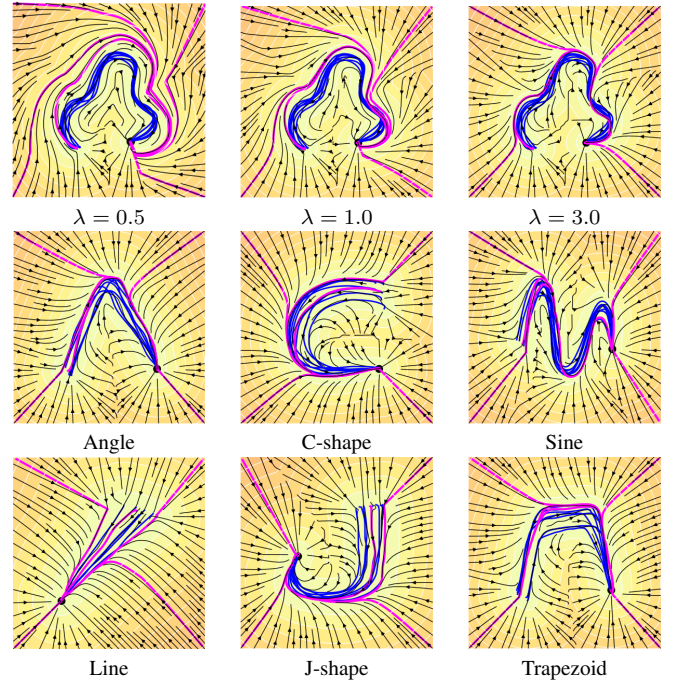 λ = 0.5 λ = 1.0 λ = 3.0
Angle C-shape Sine
Line J-shape Trapezoid